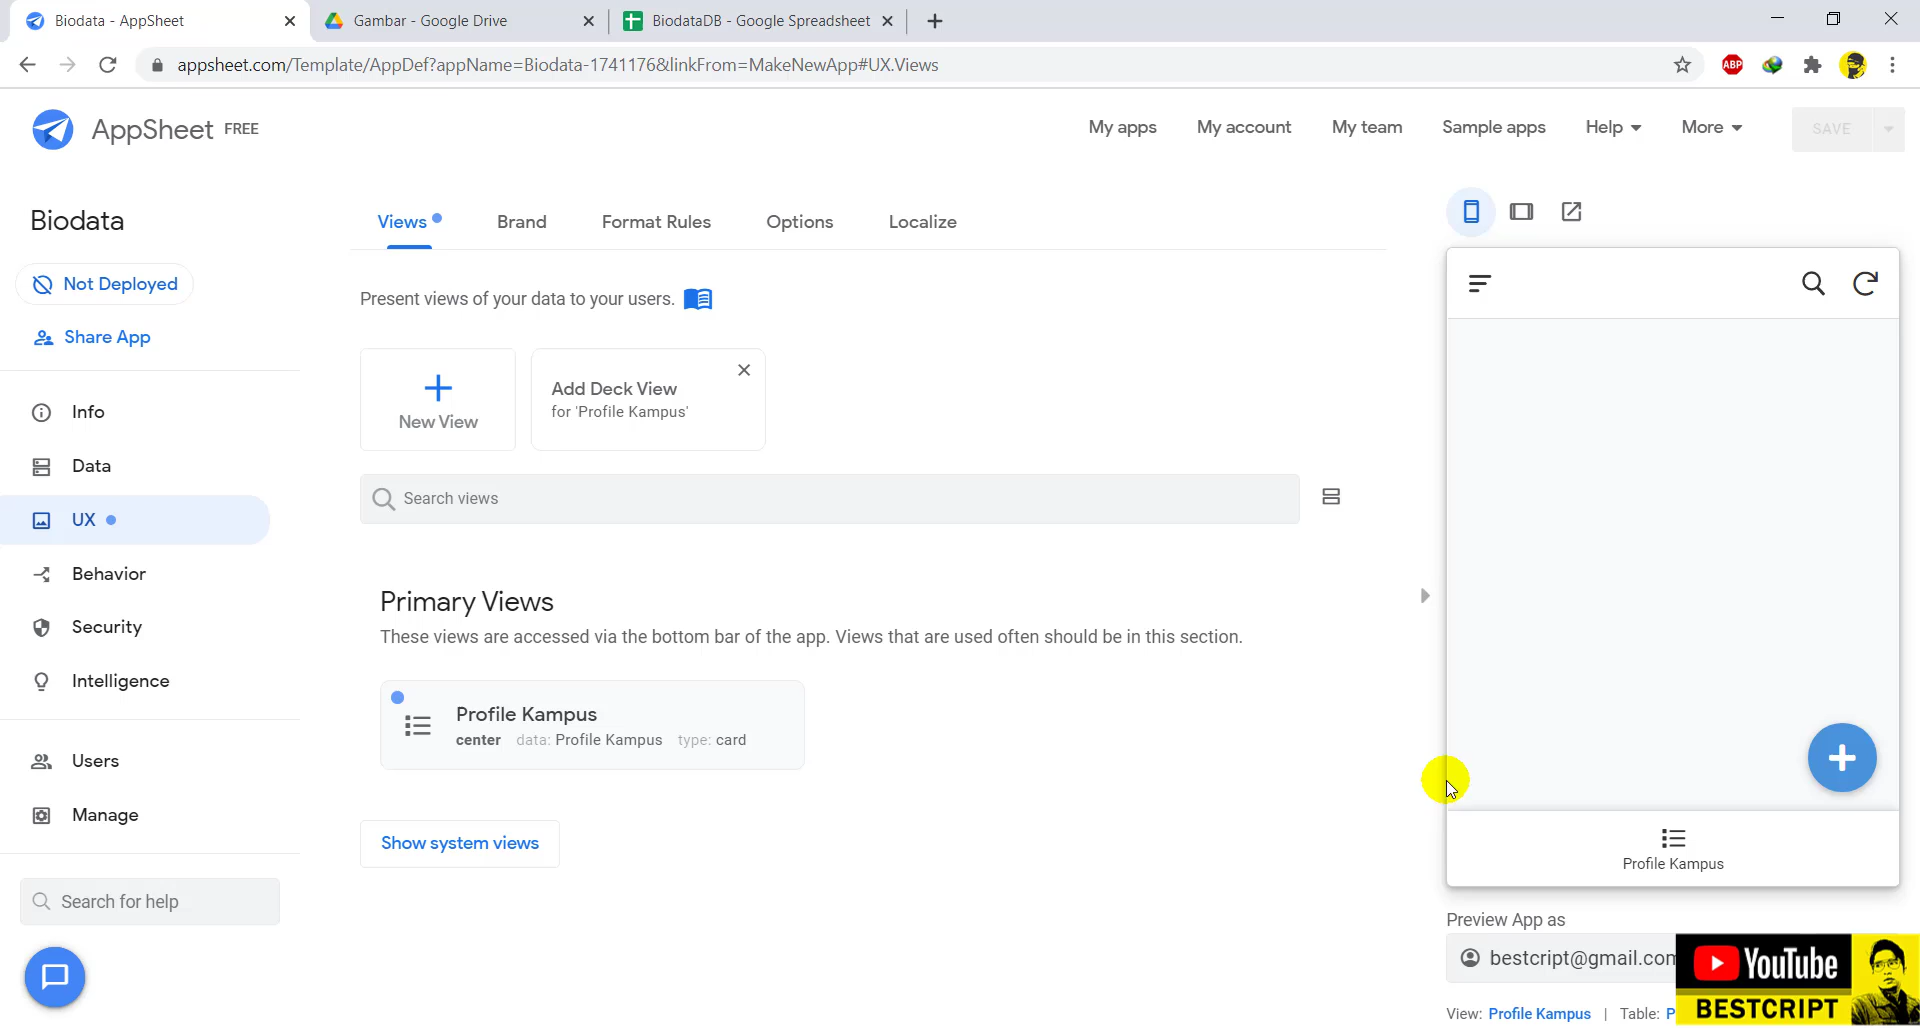 Biodata - AppSheet
Gambar - Google Drive
BiodataDB - Google Spreadsheet
appsheet.com/Template/AppDef?appName=Biodata-1741176&linkFrom=MakeNewApp#UX.Views
ABP
AppSheet FREE
My apps
My account
My team
Sample apps
Help
More
SAVE
Biodata
Not Deployed
Share App
Info
Data
UX
Behavior
Security
Intelligence
Users
Manage
Search for help
Views
Brand
Format Rules
Options
Localize
Present views of your data to your users.
New View
Add Deck View
for 'Profile Kampus'
Search views
Primary Views
These views are accessed via the bottom bar of the app. Views that are used often should be in this section.
Profile Kampus
center data: Profile Kampus type: card
Show system views
Profile Kampus
Preview App as
bestcript@gmail.com
View: Profile Kampus | Table: P
YouTube
BESTCRIPT